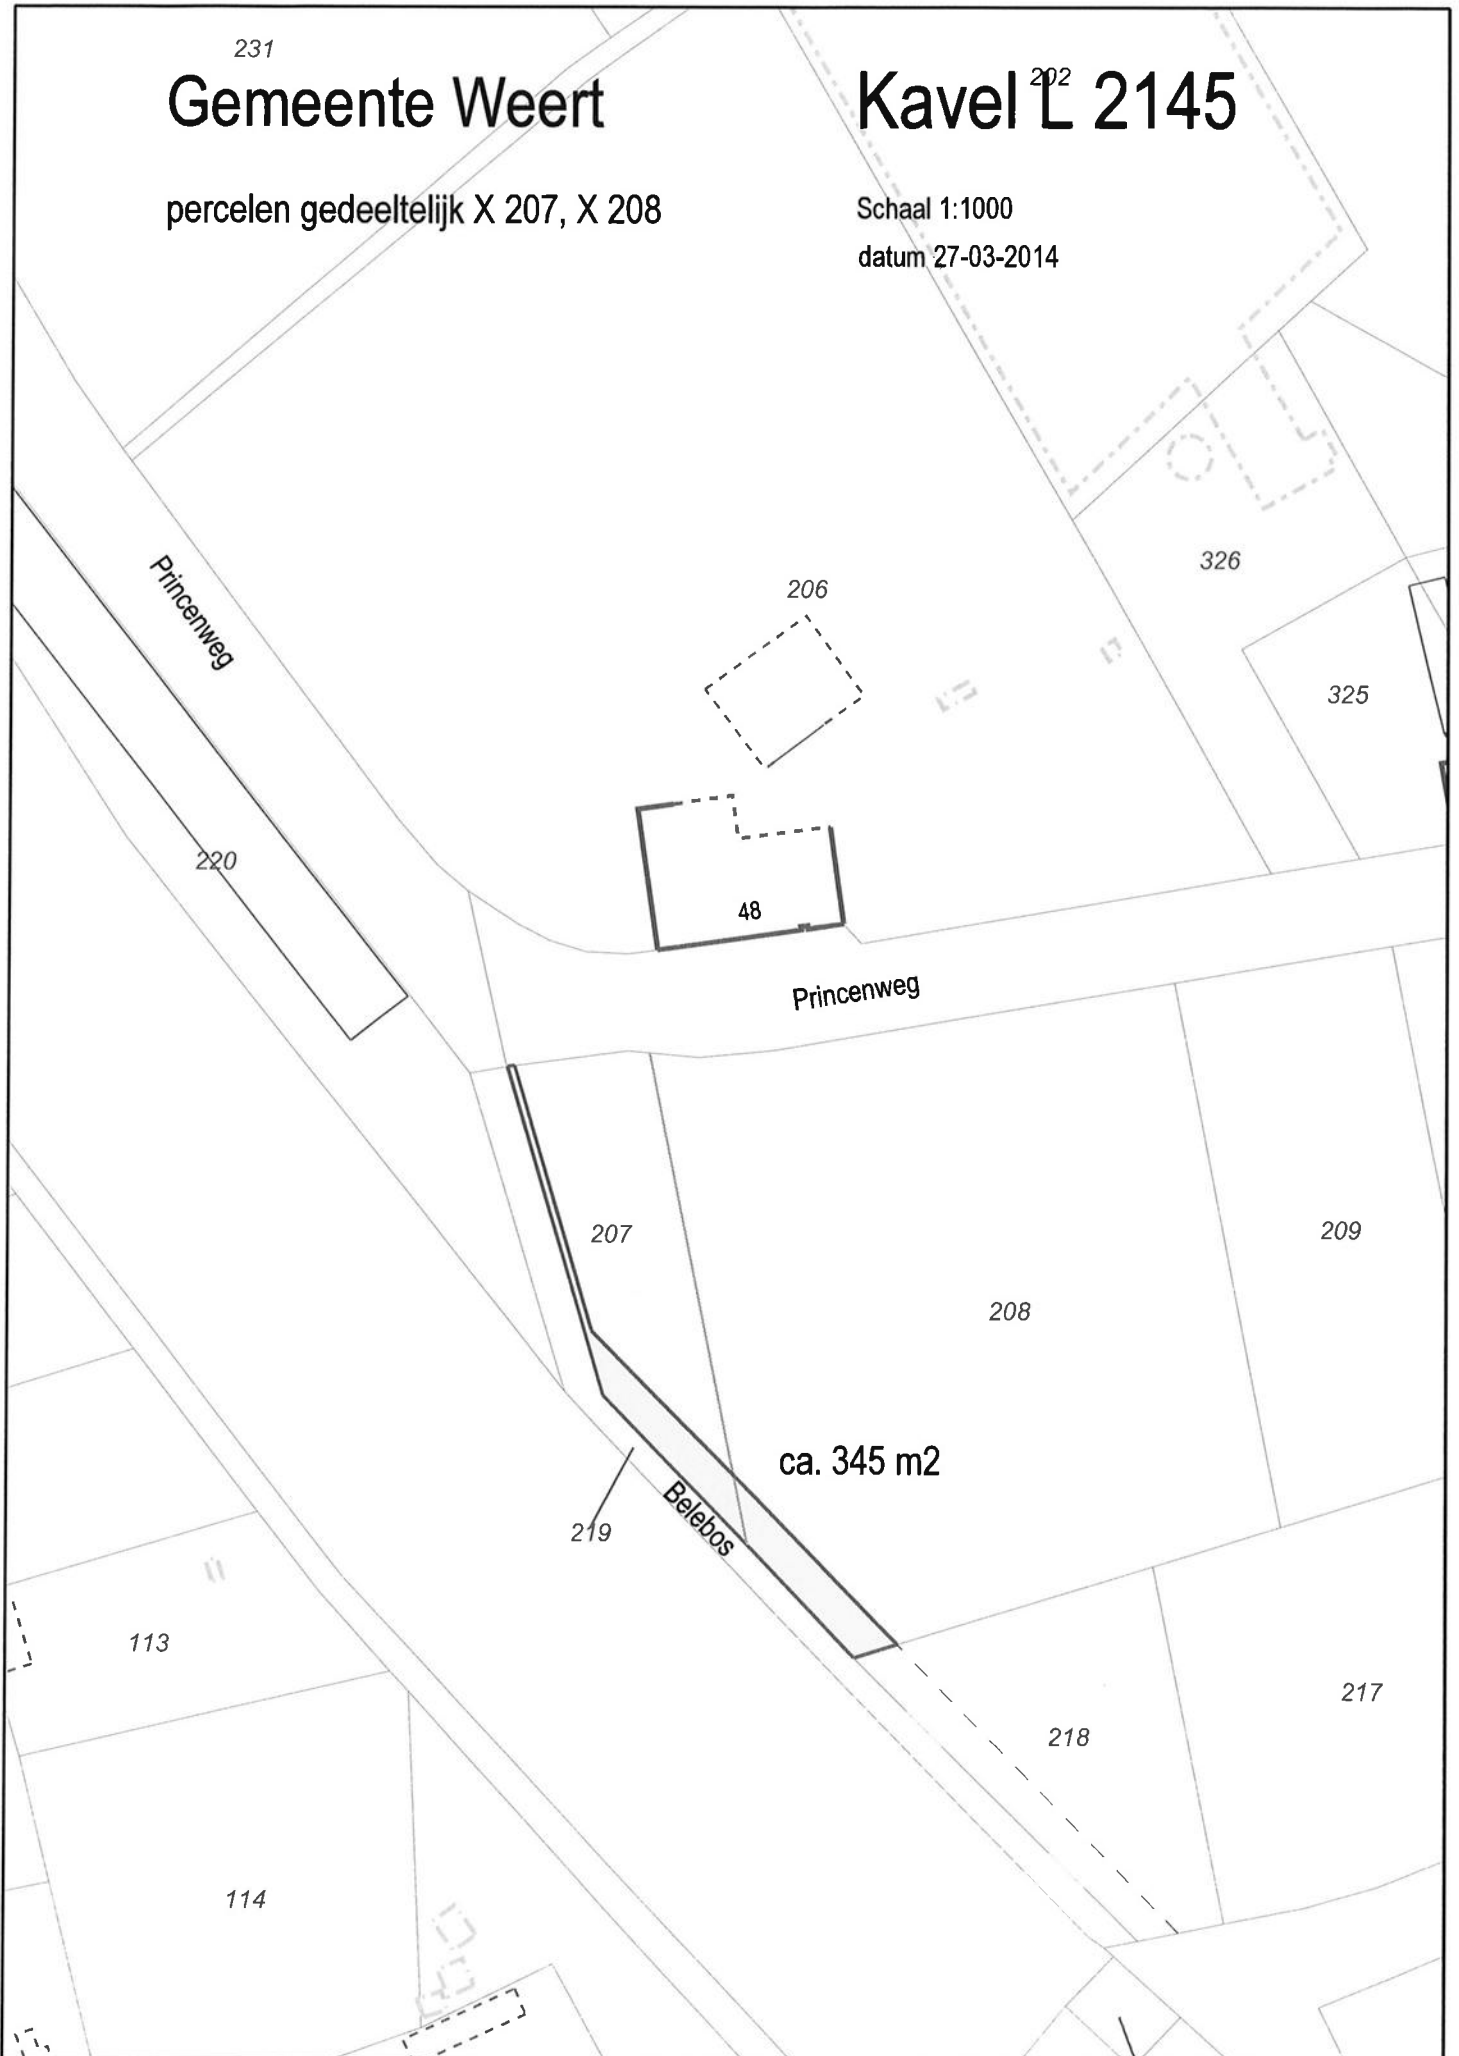 231
202
Gemeente Weert
Kavel L 2145
percelen gedeeltelijk X 207, X 208
Schaal 1:1000
datum 27-03-2014
Princenweg
326
206
325
220
48
Princenweg
207
209
208
ca. 345 m2
Belebos
219
113
217
218
114